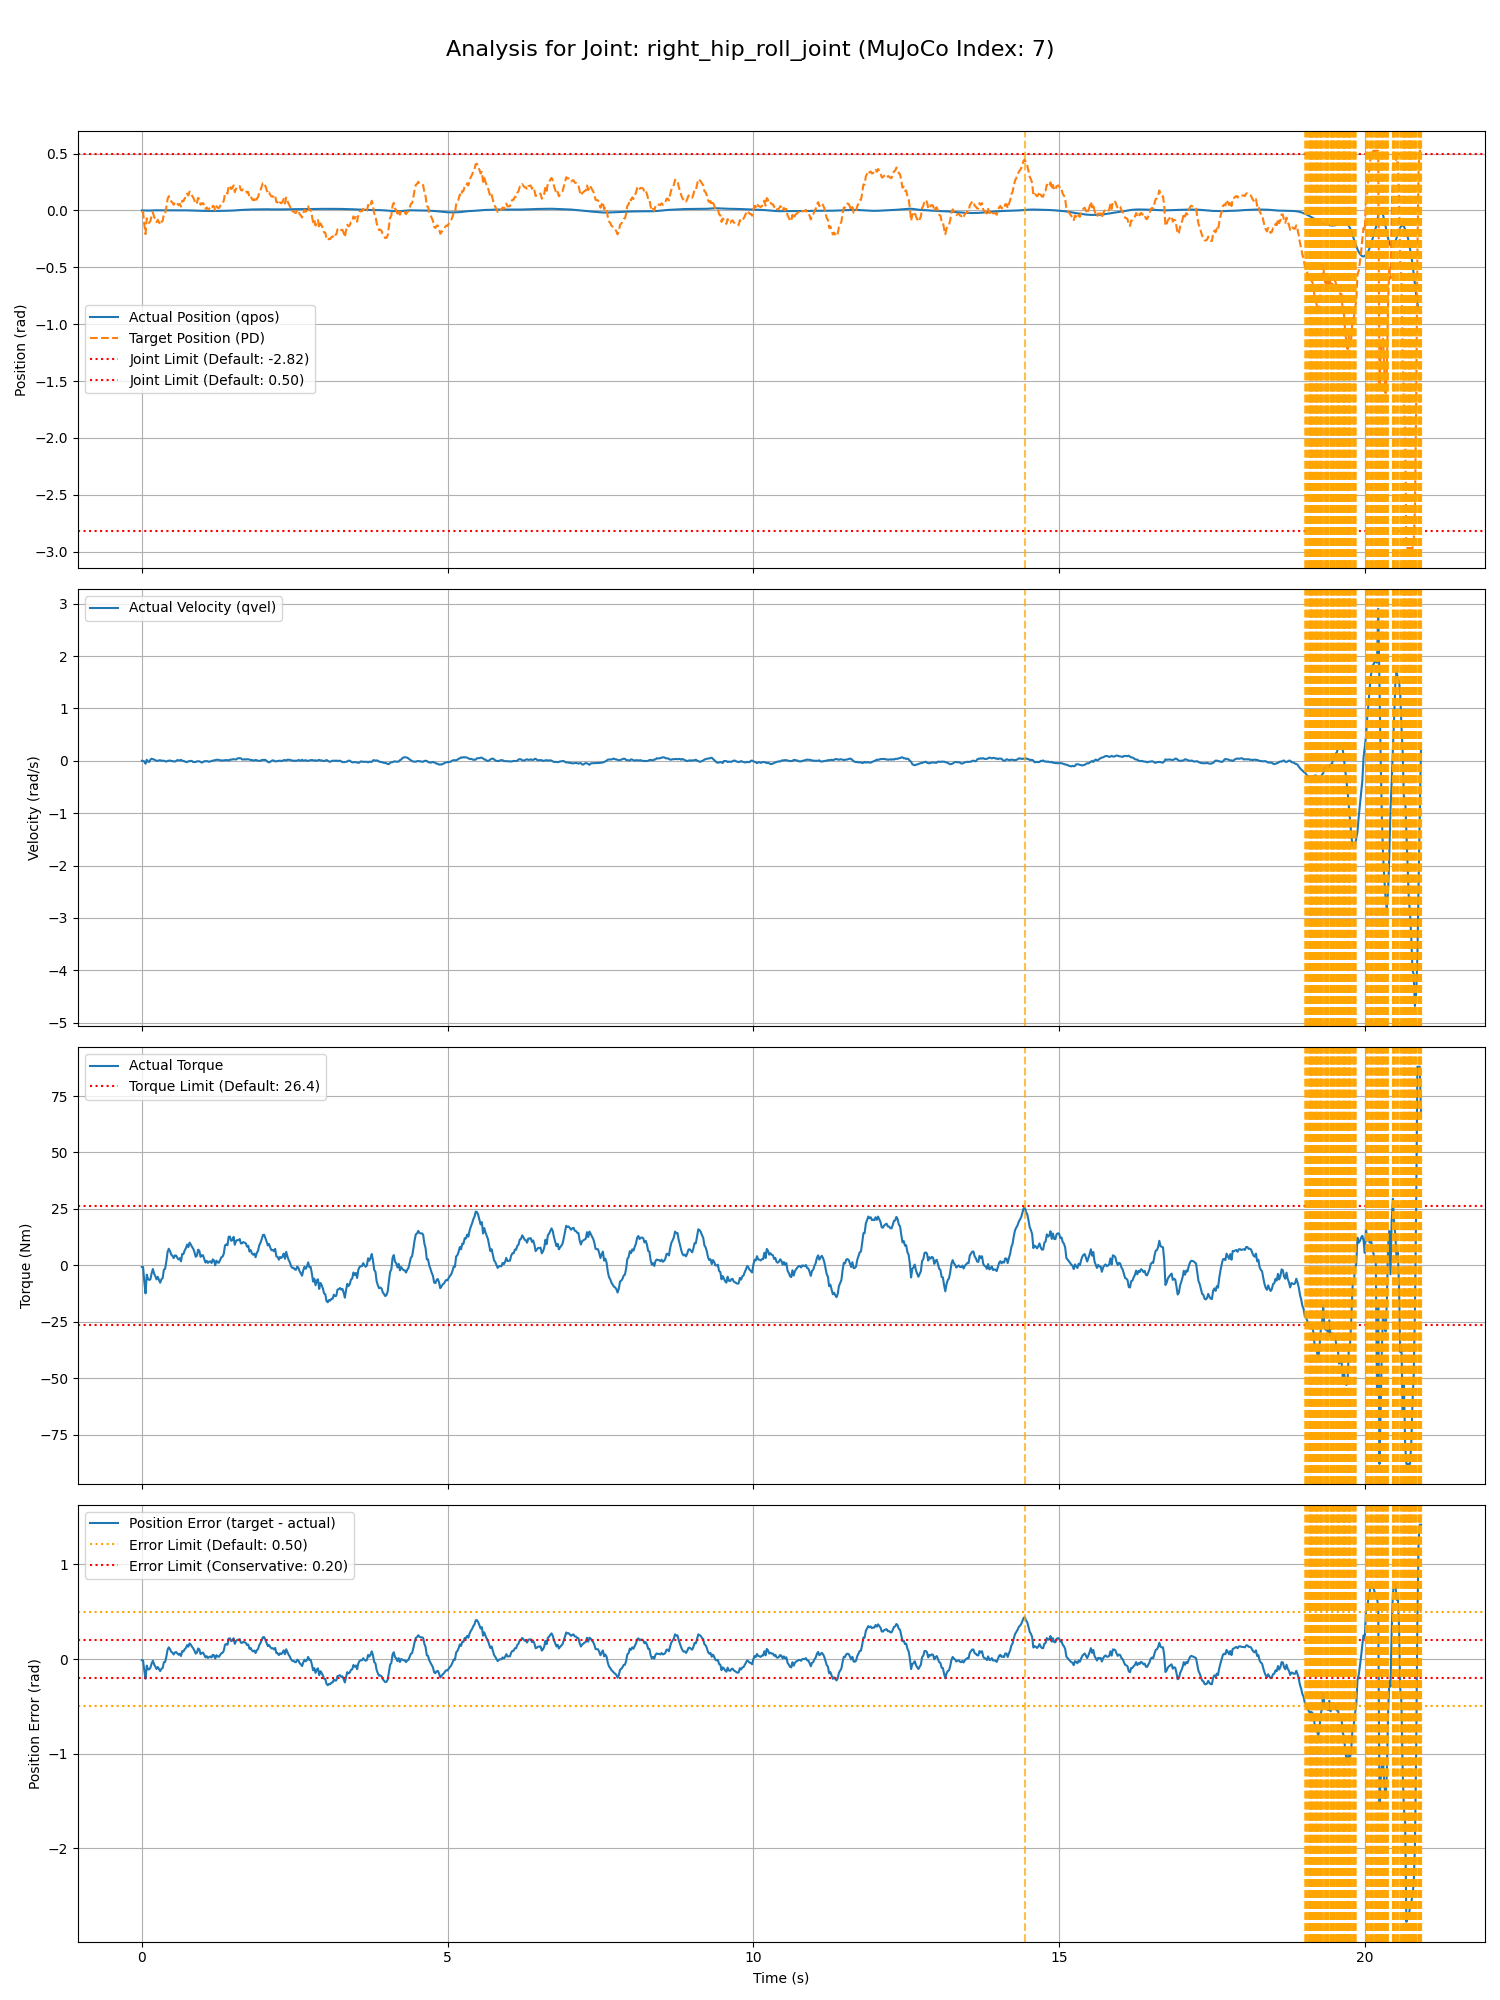 Analysis for Joint: right_hip_roll_joint (MuJoCo Index: 7)
0.5
0.0
−0.5
−1.0
−1.5
−2.0
−2.5
−3.0
Position (rad)
Actual Position (qpos)
Target Position (PD)
Joint Limit (Default: -2.82)
Joint Limit (Default: 0.50)
3
2
1
0
−1
−2
−3
−4
−5
Velocity (rad/s)
Actual Velocity (qvel)
75
50
25
0
−25
−50
−75
Torque (Nm)
Actual Torque
Torque Limit (Default: 26.4)
1
0
−1
−2
Position Error (rad)
Position Error (target - actual)
Error Limit (Default: 0.50)
Error Limit (Conservative: 0.20)
0
5
10
15
20
Time (s)